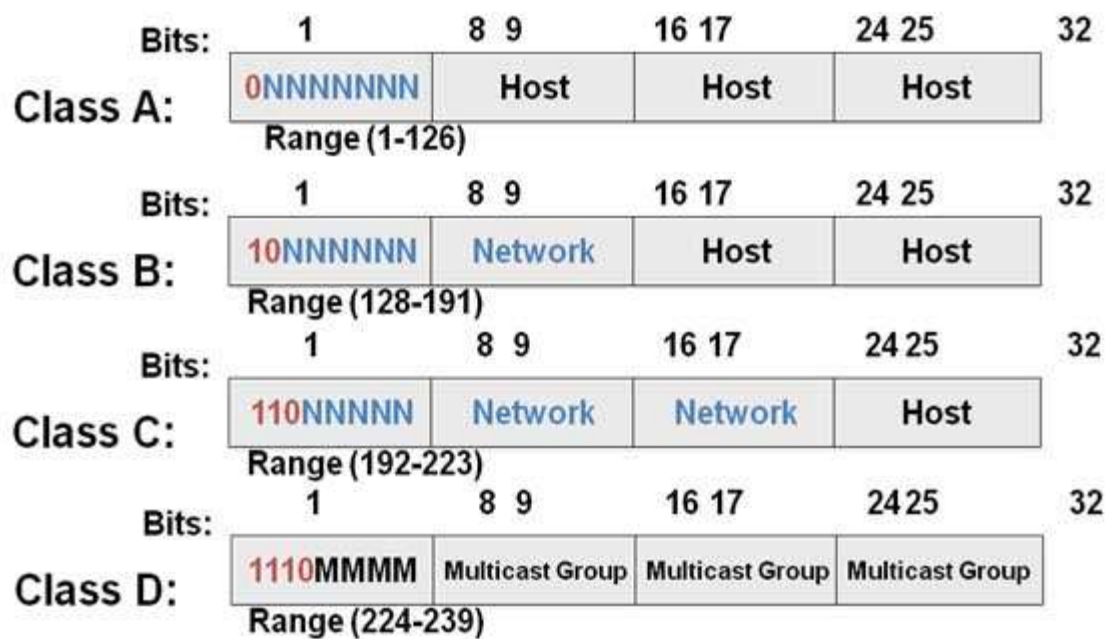 Bits: 1 8 9 16 17 24 25 32
Class A: 0NNNNNNN Host Host Host
Range (1-126)
Bits: 1 8 9 16 17 24 25 32
Class B: 10NNNNNN Network Host Host
Range (128-191)
Bits: 1 8 9 16 17 24 25 32
Class C: 110NNNNN Network Network Host
Range (192-223)
Bits: 1 8 9 16 17 24 25 32
Class D: 1110MMMM Multicast Group Multicast Group Multicast Group
Range (224-239)